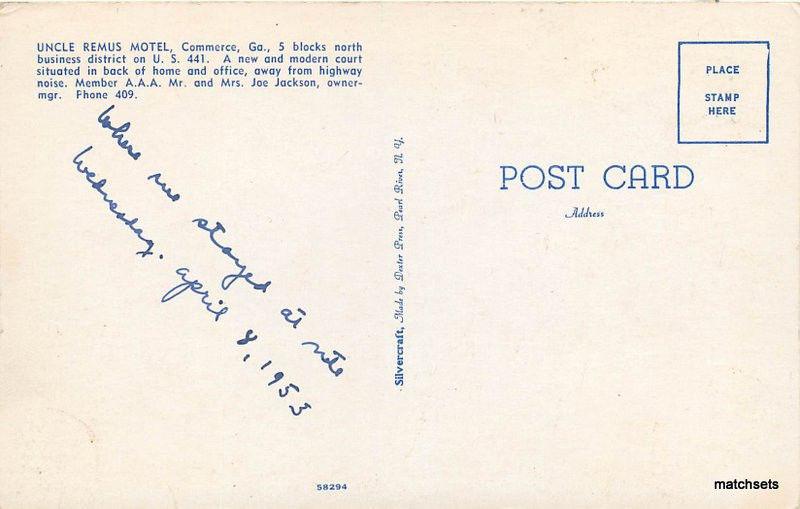 UNCLE REMUS MOTEL, Commerce, Ga., 5 blocks north
business district on U. S. 441. A new and modern court
situated in back of home and office, away from highway
noise. Member A.A.A. Mr. and Mrs. Joe Jackson, owner-
mgr. Phone 409.
Where we stayed at nite
Wednesday. april 8, 1953
Silvercraft, Made by Dexter Press, Pearl River, N. Y.
PLACE
STAMP
HERE
POST CARD
Address
58294
matchsets